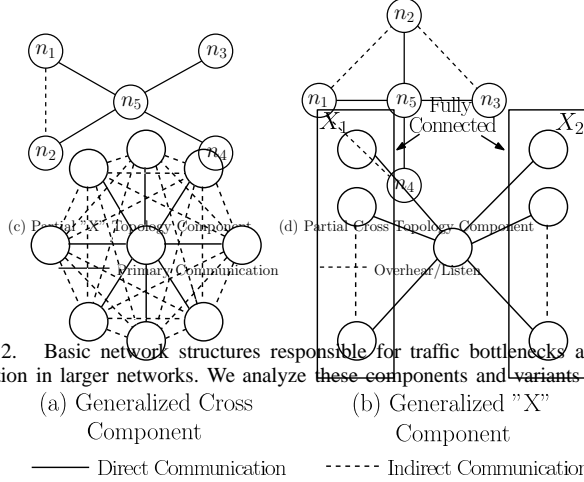 n1 n3
n5
n2 n4
n2
n1 n5 n3
n4
Fully
Connected
X1 X2
(c) Partial "X" Topology Component
(d) Partial Cross Topology Component
Primary Communication
Overhear/Listen
2. Basic network structures responsible for traffic bottlenecks a
tion in larger networks. We analyze these components and variants
(a) Generalized Cross
Component
(b) Generalized "X"
Component
Direct Communication
Indirect Communication